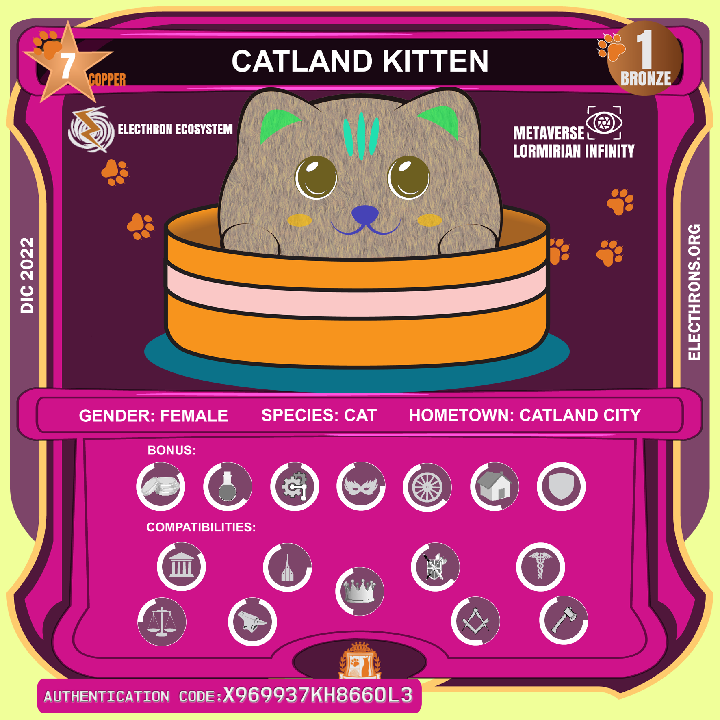 7
COPPER
CATLAND KITTEN
1
BRONZE
ELECTHRON ECOSYSTEM
METAVERSE
LORMIRIAN INFINITY
DIC 2022
ELECTHRONS.ORG
GENDER: FEMALE SPECIES: CAT HOMETOWN: CATLAND CITY
BONUS:
COMPATIBILITIES:
AUTHENTICATION CODE:X969937KH866OL3